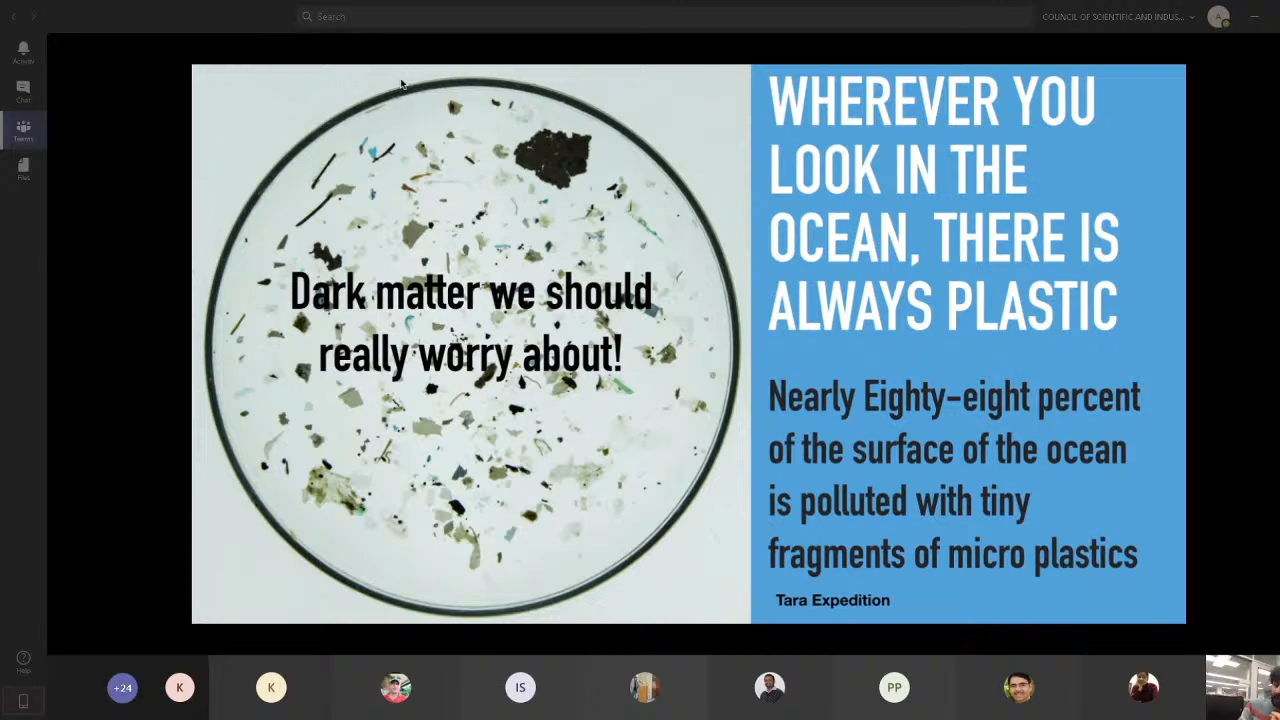 Search
COUNCIL OF SCIENTIFIC AND INDUS...
A
Activity
Chat
Teams
Files
WHEREVER YOU
LOOK IN THE
OCEAN, THERE IS
ALWAYS PLASTIC
Dark matter we should
really worry about!
Nearly Eighty-eight percent
of the surface of the ocean
is polluted with tiny
fragments of micro plastics
Tara Expedition
Help
+24
K
K
IS
PP